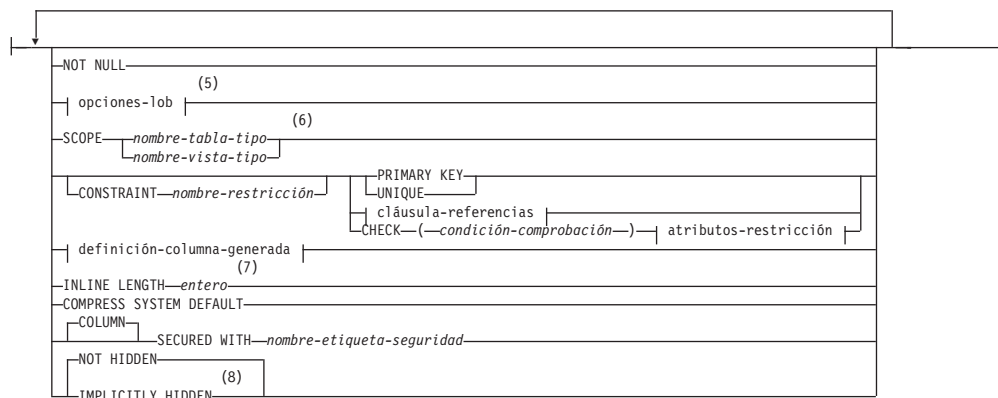 NOT NULL
(5)
opciones-lob
(6)
SCOPE nombre-tabla-tipo
nombre-vista-tipo
PRIMARY KEY
CONSTRAINT nombre-restricción UNIQUE
cláusula-referencias
CHECK ( condición-comprobación ) atributos-restricción
definición-columna-generada
(7)
INLINE LENGTH entero
COMPRESS SYSTEM DEFAULT
COLUMN
SECURED WITH nombre-etiqueta-seguridad
NOT HIDDEN
(8)
IMPLICITLY HIDDEN